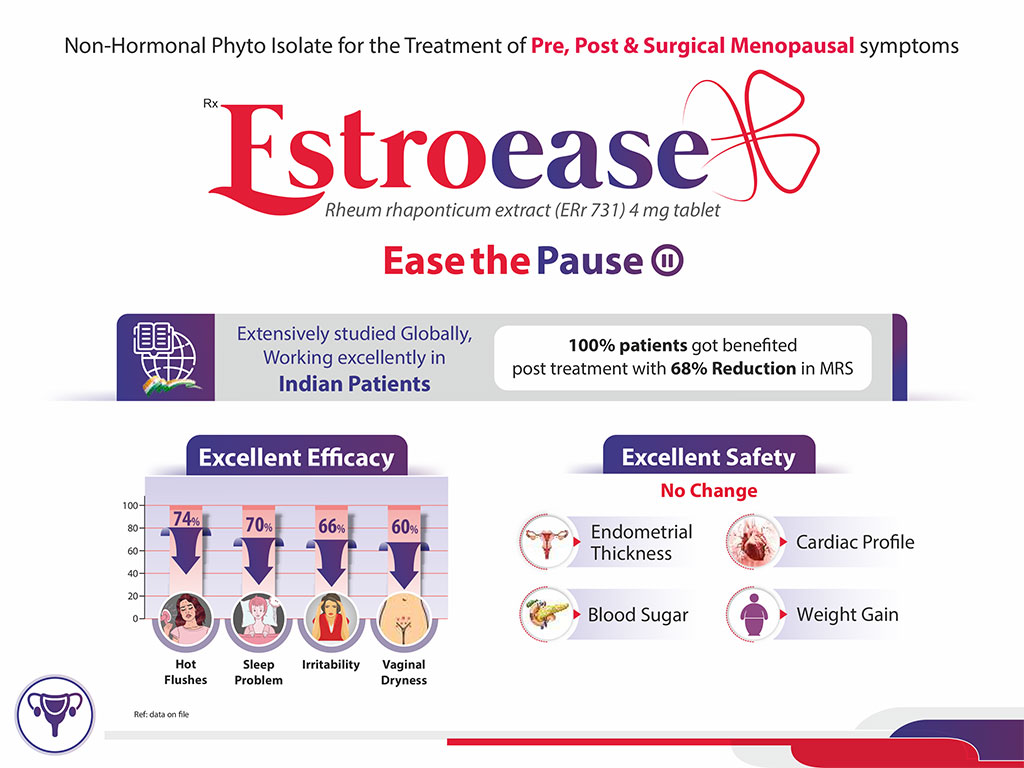 Non-Hormonal Phyto Isolate for the Treatment of Pre, Post & Surgical Menopausal symptoms
Rx
Estroease
Rheum rhaponticum extract (ERr 731) 4 mg tablet
Ease the Pause
Extensively studied Globally,
Working excellently in
Indian Patients
100% patients got benefited
post treatment with 68% Reduction in MRS
Excellent Efficacy
100
80
60
40
20
0
74%
70%
66%
60%
Hot
Flushes
Sleep
Problem
Irritability
Vaginal
Dryness
Excellent Safety
No Change
Endometrial
Thickness
Cardiac Profile
Blood Sugar
Weight Gain
Ref: data on file